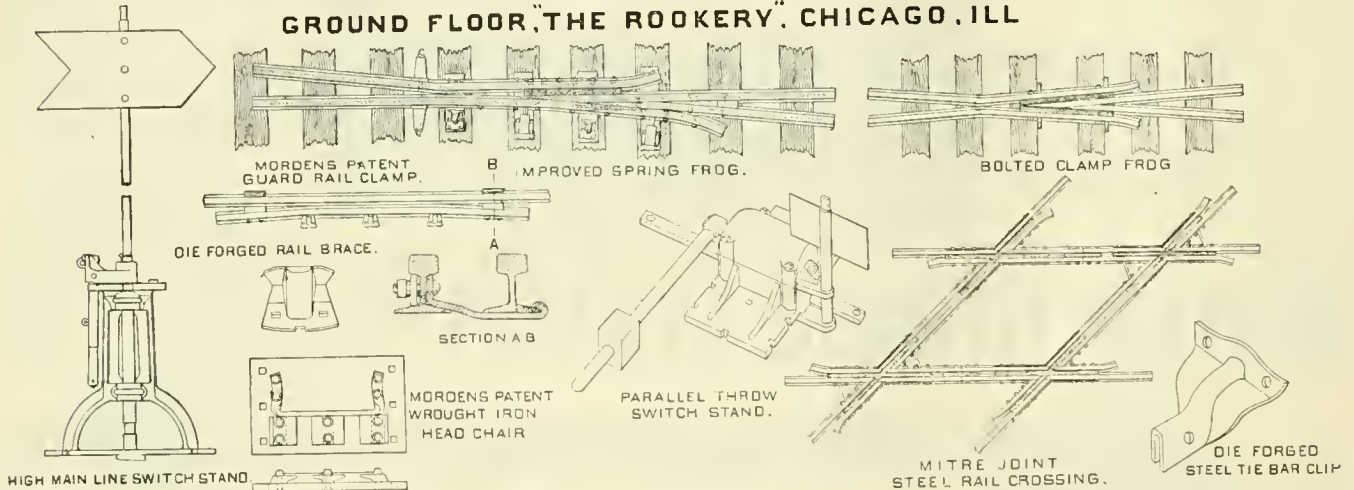 GROUND FLOOR, "THE ROOKERY". CHICAGO, ILL
MORDENS PATENT
GUARD RAIL CLAMP.
B
IMPROVED SPRING FROG.
BOLTED CLAMP FROG
DIE FORGED RAIL BRACE.
A
SECTION A B
MORDENS PATENT
WROUGHT IRON
HEAD CHAIR
PARALLEL THROW
SWITCH STAND.
HIGH MAIN LINE SWITCH STAND.
MITRE JOINT
STEEL RAIL CROSSING.
DIE FORGED
STEEL TIE BAR CLIP